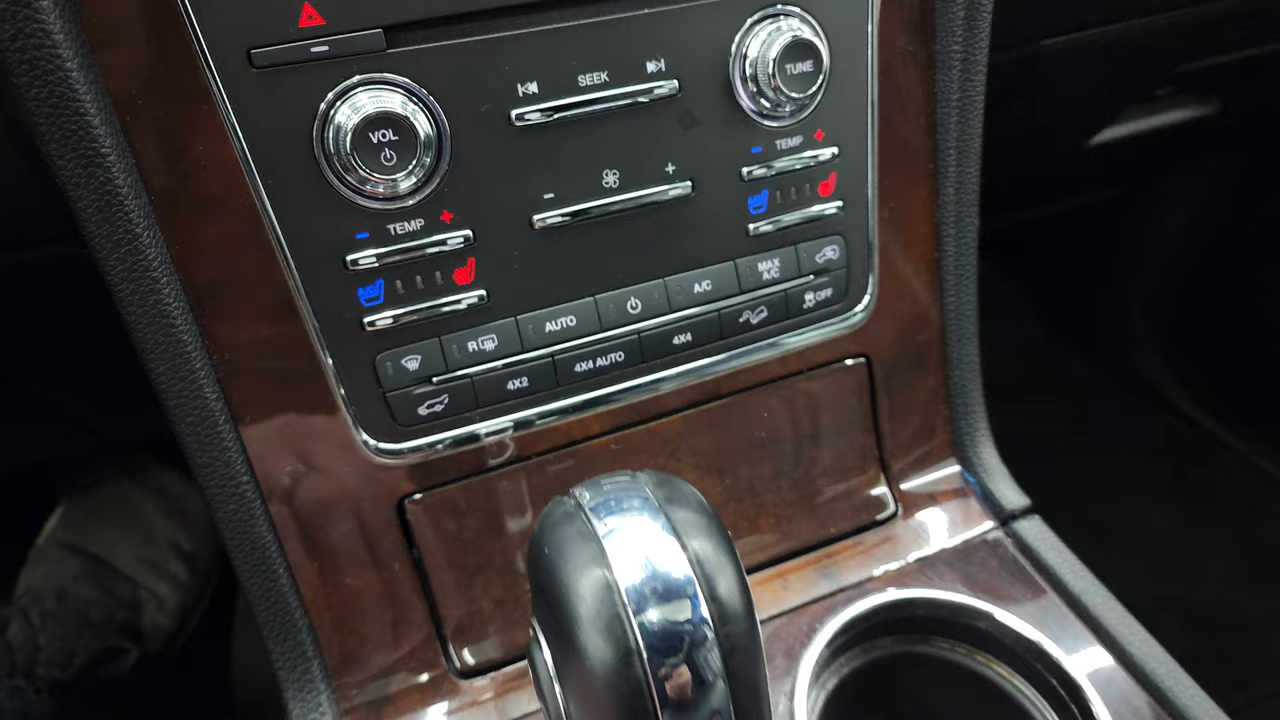 SEEK
TUNE
VOL
- TEMP +
- +
- TEMP +
A/C
A/C
R
AUTO
A/C
MAX
A/C
4X2
4X4 AUTO
4X4
OFF